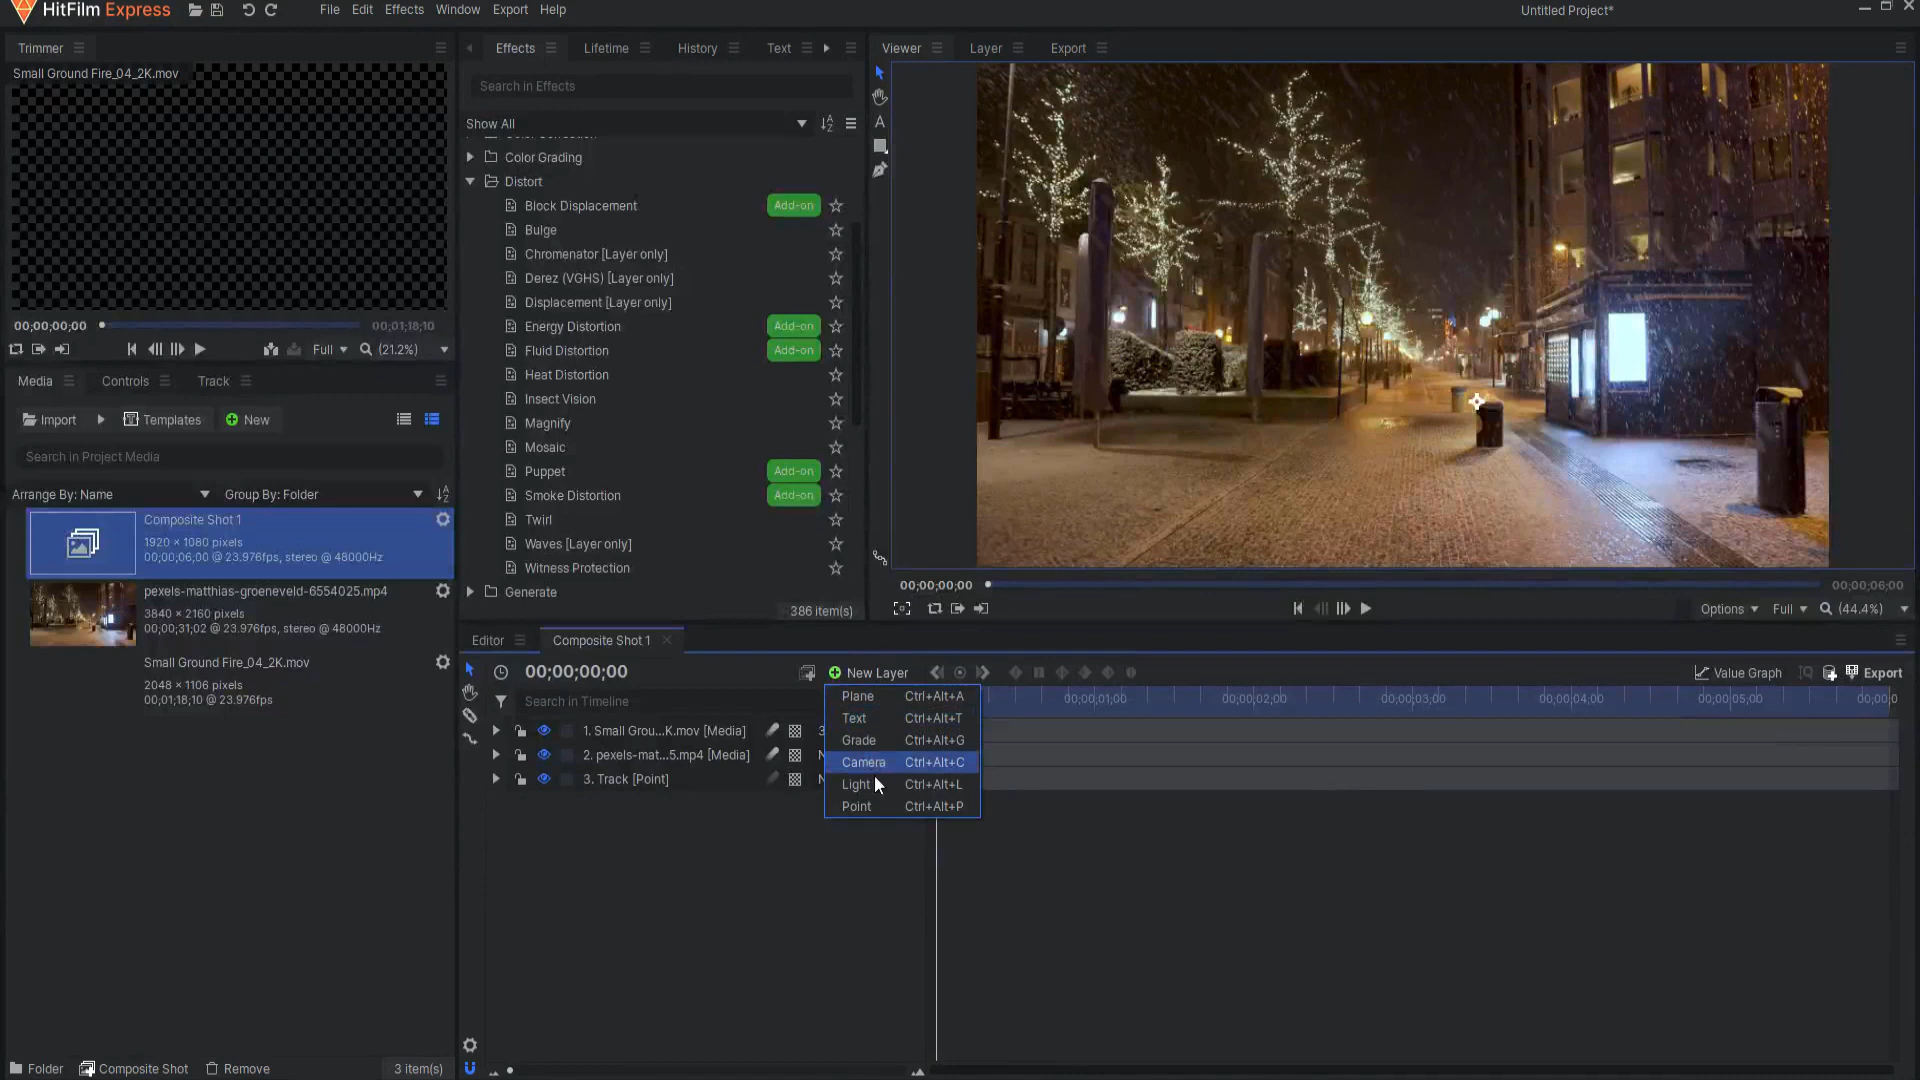 HitFilm Express
File Edit Effects Window Export Help
Untitled Project*
Trimmer
Small Ground Fire_04_2K.mov
00;00;00;00
00;01;18;10
Full
(21.2%)
Media Controls Track
Import Templates New
Search in Project Media
Arrange By: Name Group By: Folder
Composite Shot 1
1920 × 1080 pixels
00;00;06;00 @ 23.976fps, stereo @ 48000Hz
pexels-matthias-groeneveld-6554025.mp4
3840 × 2160 pixels
00;00;31;02 @ 23.976fps, stereo @ 48000Hz
Small Ground Fire_04_2K.mov
2048 × 1106 pixels
00;01;18;10 @ 23.976fps
Folder Composite Shot Remove 3 item(s)
Effects Lifetime History Text
Search in Effects
Show All
Color Grading
Distort
Block Displacement Add-on
Bulge
Chromenator [Layer only]
Derez (VGHS) [Layer only]
Displacement [Layer only]
Energy Distortion Add-on
Fluid Distortion Add-on
Heat Distortion
Insect Vision
Magnify
Mosaic
Puppet Add-on
Smoke Distortion Add-on
Twirl
Waves [Layer only]
Witness Protection
Generate
386 item(s)
Viewer Layer Export
00;00;00;00
00;00;06;00
Options Full (44.4%)
Editor Composite Shot 1
00;00;00;00
New Layer
Value Graph
Export
Search in Timeline
00;00;01;00 00;00;02;00 00;00;03;00 00;00;04;00 00;00;05;00 00;00;0
1. Small Grou...K.mov [Media]
2. pexels-mat...5.mp4 [Media]
3. Track [Point]
Plane Ctrl+Alt+A
Text Ctrl+Alt+T
Grade Ctrl+Alt+G
Camera Ctrl+Alt+C
Light Ctrl+Alt+L
Point Ctrl+Alt+P